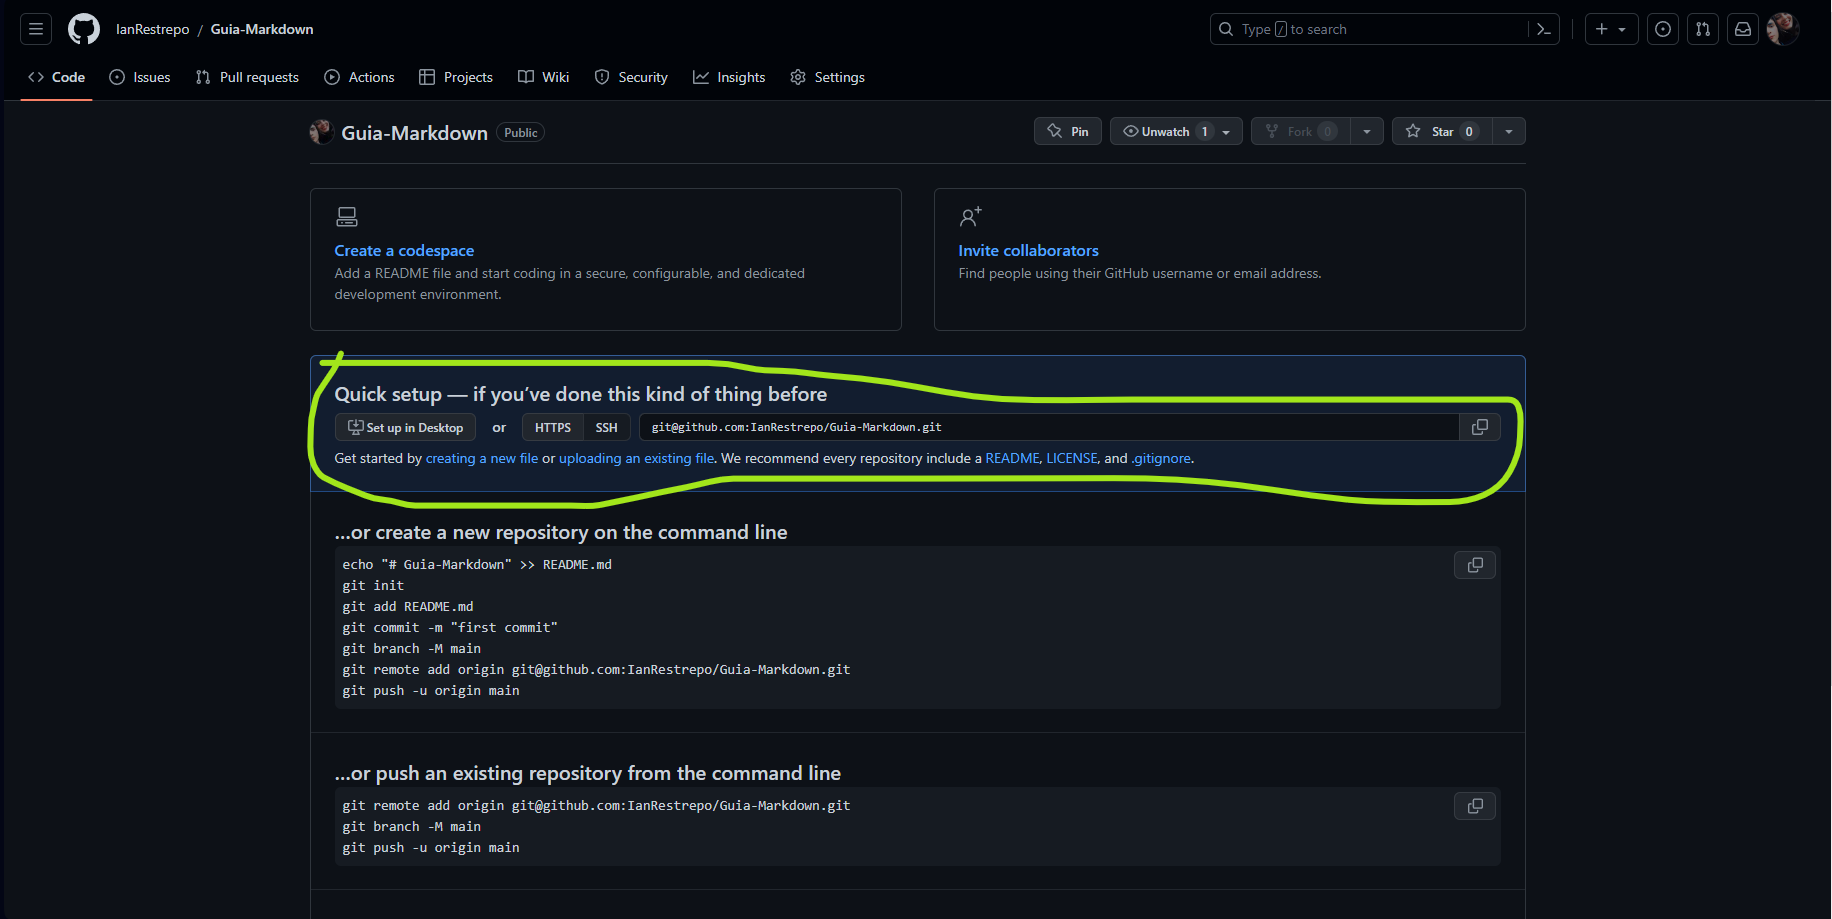 IanRestrepo / Guia-Markdown
Type / to search
Code Issues Pull requests Actions Projects Wiki Security Insights Settings
Guia-Markdown Public
Pin Unwatch 1 Fork 0 Star 0
Create a codespace
Add a README file and start coding in a secure, configurable, and dedicated
development environment.
Invite collaborators
Find people using their GitHub username or email address.
Quick setup — if you’ve done this kind of thing before
Set up in Desktop or HTTPS SSH git@github.com:IanRestrepo/Guia-Markdown.git
Get started by creating a new file or uploading an existing file. We recommend every repository include a README, LICENSE, and .gitignore.
…or create a new repository on the command line
echo "# Guia-Markdown" >> README.md
git init
git add README.md
git commit -m "first commit"
git branch -M main
git remote add origin git@github.com:IanRestrepo/Guia-Markdown.git
git push -u origin main
…or push an existing repository from the command line
git remote add origin git@github.com:IanRestrepo/Guia-Markdown.git
git branch -M main
git push -u origin main